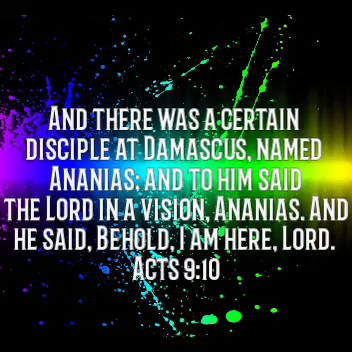 And there was a certain
disciple at Damascus, named
Ananias; and to him said
the Lord in a vision, Ananias. And
he said, Behold, I am here, Lord.
Acts 9:10